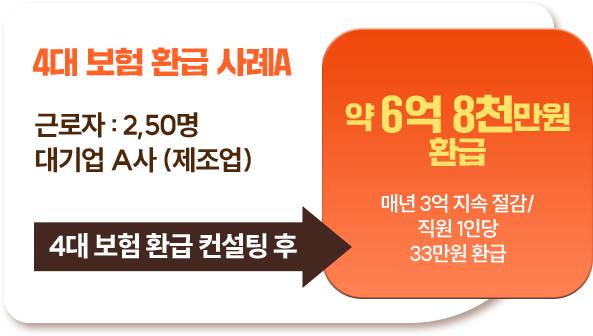 4대 보험 환급 사례A
근로자 : 2,50명
대기업 A사 (제조업)
4대 보험 환급 컨설팅 후
약 6억 8천만원
환급
매년 3억 지속 절감/
직원 1인당
33만원 환급